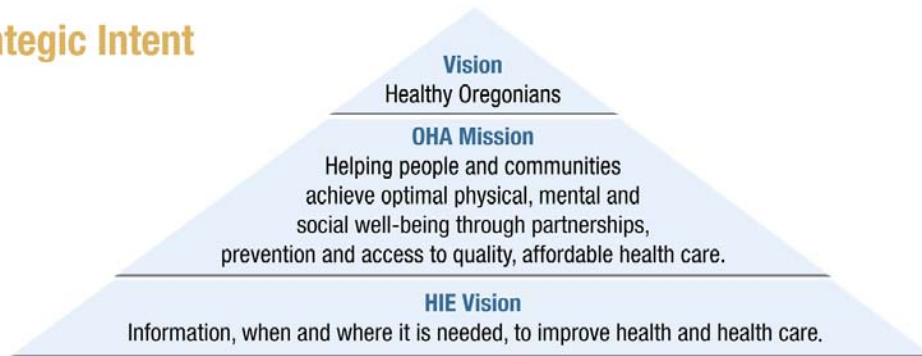 tegic Intent
Vision
Healthy Oregonians
OHA Mission
Helping people and communities
achieve optimal physical, mental and
social well-being through partnerships,
prevention and access to quality, affordable health care.
HIE Vision
Information, when and where it is needed, to improve health and health care.